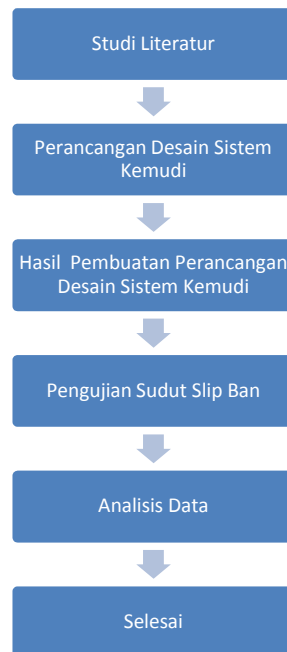 Studi Literatur
Perancangan Desain Sistem
Kemudi
Hasil Pembuatan Perancangan
Desain Sistem Kemudi
Pengujian Sudut Slip Ban
Analisis Data
Selesai